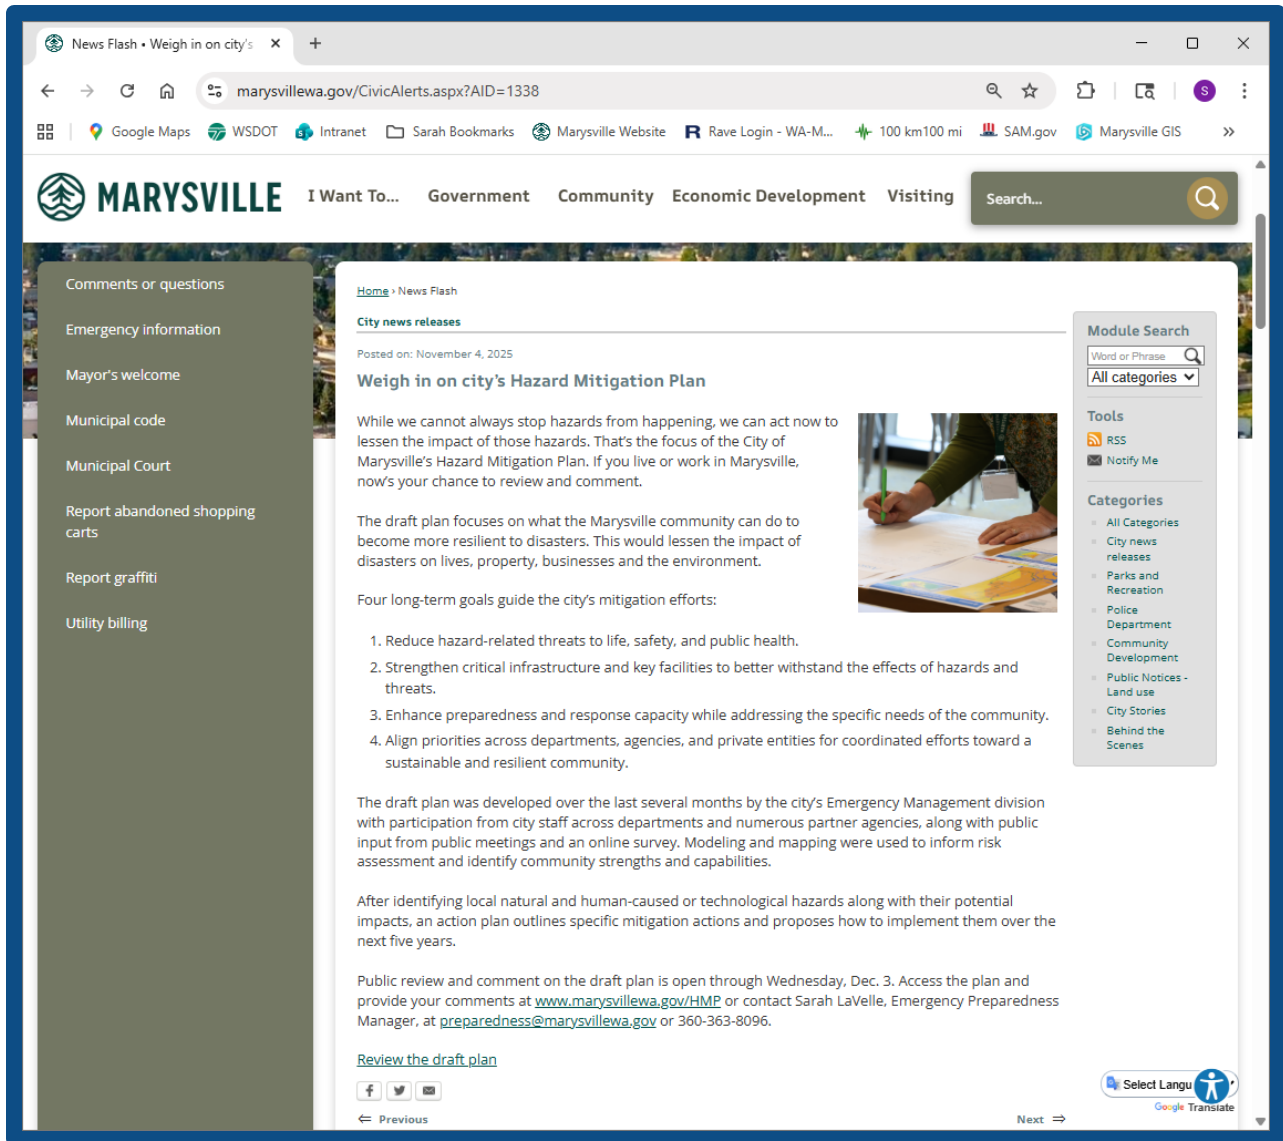 News Flash • Weigh in on city's
marysvillewa.gov/CivicAlerts.aspx?AID=1338
S
Google Maps
WSDOT
Intranet
Sarah Bookmarks
Marysville Website
R Rave Login - WA-M...
100 km100 mi
SAM.gov
Marysville GIS
MARYSVILLE
I Want To...
Government
Community
Economic Development
Visiting
Search...
Comments or questions
Emergency information
Mayor's welcome
Municipal code
Municipal Court
Report abandoned shopping
carts
Report graffiti
Utility billing
Home › News Flash
City news releases
Posted on: November 4, 2025
Weigh in on city’s Hazard Mitigation Plan
While we cannot always stop hazards from happening, we can act now to
lessen the impact of those hazards. That’s the focus of the City of
Marysville’s Hazard Mitigation Plan. If you live or work in Marysville,
now’s your chance to review and comment.
The draft plan focuses on what the Marysville community can do to
become more resilient to disasters. This would lessen the impact of
disasters on lives, property, businesses and the environment.
Four long-term goals guide the city’s mitigation efforts:
1. Reduce hazard-related threats to life, safety, and public health.
2. Strengthen critical infrastructure and key facilities to better withstand the effects of hazards and
threats.
3. Enhance preparedness and response capacity while addressing the specific needs of the community.
4. Align priorities across departments, agencies, and private entities for coordinated efforts toward a
sustainable and resilient community.
The draft plan was developed over the last several months by the city’s Emergency Management division
with participation from city staff across departments and numerous partner agencies, along with public
input from public meetings and an online survey. Modeling and mapping were used to inform risk
assessment and identify community strengths and capabilities.
After identifying local natural and human-caused or technological hazards along with their potential
impacts, an action plan outlines specific mitigation actions and proposes how to implement them over the
next five years.
Public review and comment on the draft plan is open through Wednesday, Dec. 3. Access the plan and
provide your comments at www.marysvillewa.gov/HMP or contact Sarah LaVelle, Emergency Preparedness
Manager, at preparedness@marysvillewa.gov or 360-363-8096.
Review the draft plan
⇐ Previous
Next ⇒
Module Search
Word or Phrase
All categories
Tools
RSS
Notify Me
Categories
All Categories
City news
releases
Parks and
Recreation
Police
Department
Community
Development
Public Notices -
Land use
City Stories
Behind the
Scenes
Select Langu
Google Translate